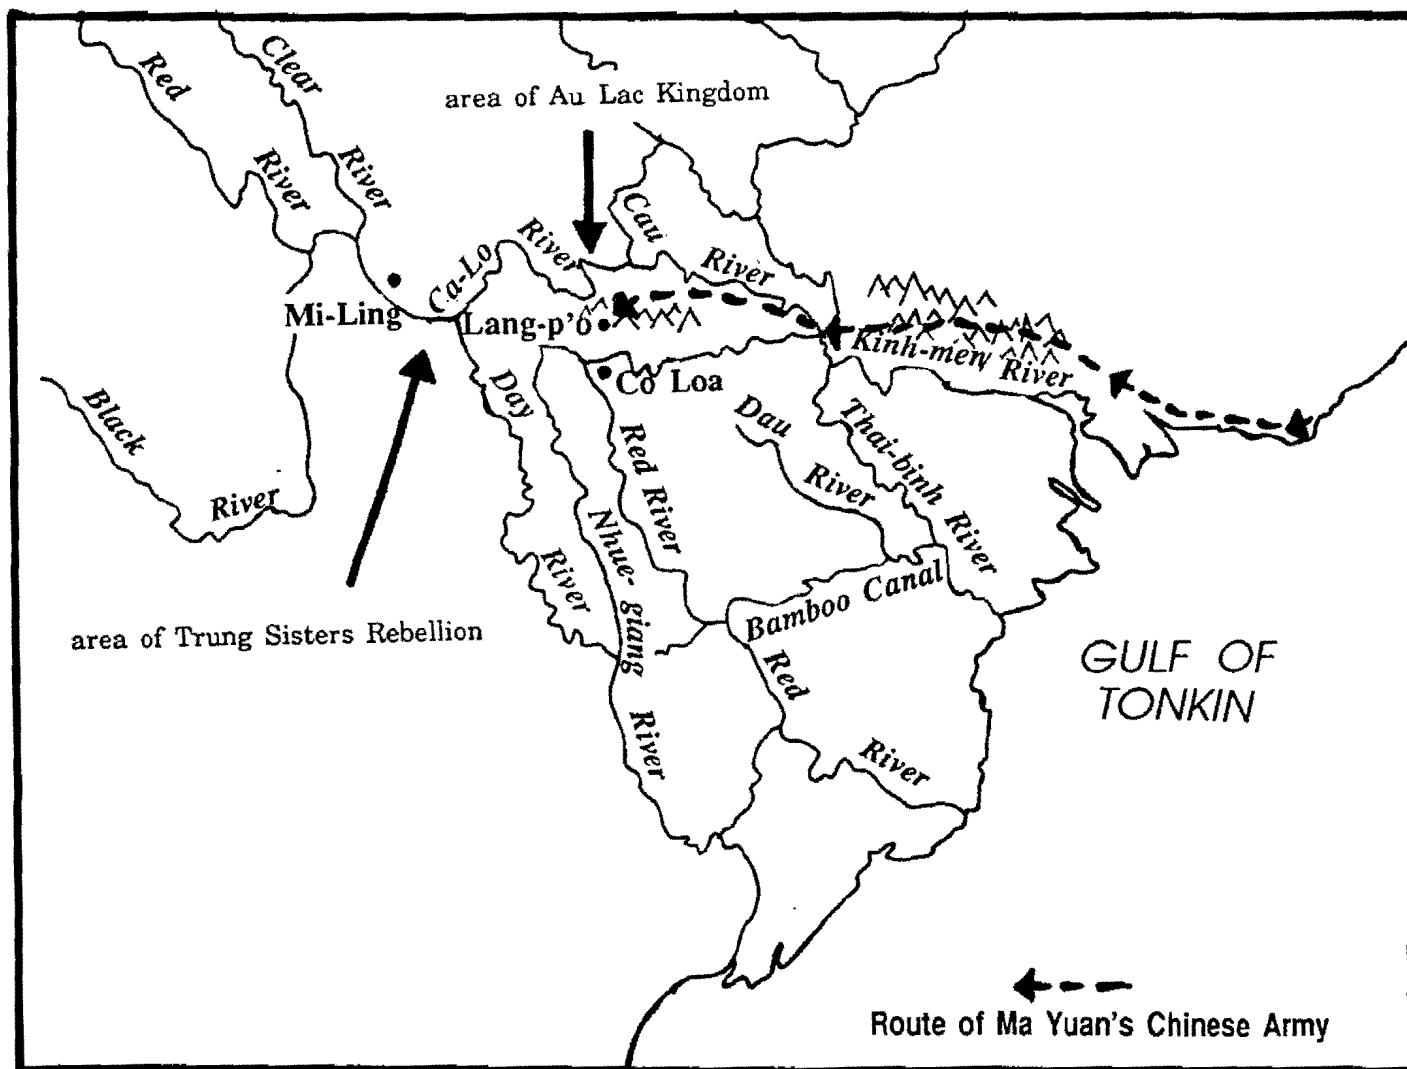 Red
River
Clear
River
area of Au Lac Kingdom
Cau
River
Ca-Lo
River
Mi-Ling
Lang-p'o
Kinh-men River
Co Loa
Black
River
Day
River
Red River
Nhue-giang
River
Dau
River
Thai-binh
River
Bamboo Canal
Red
River
area of Trung Sisters Rebellion
GULF OF
TONKIN
Route of Ma Yuan's Chinese Army